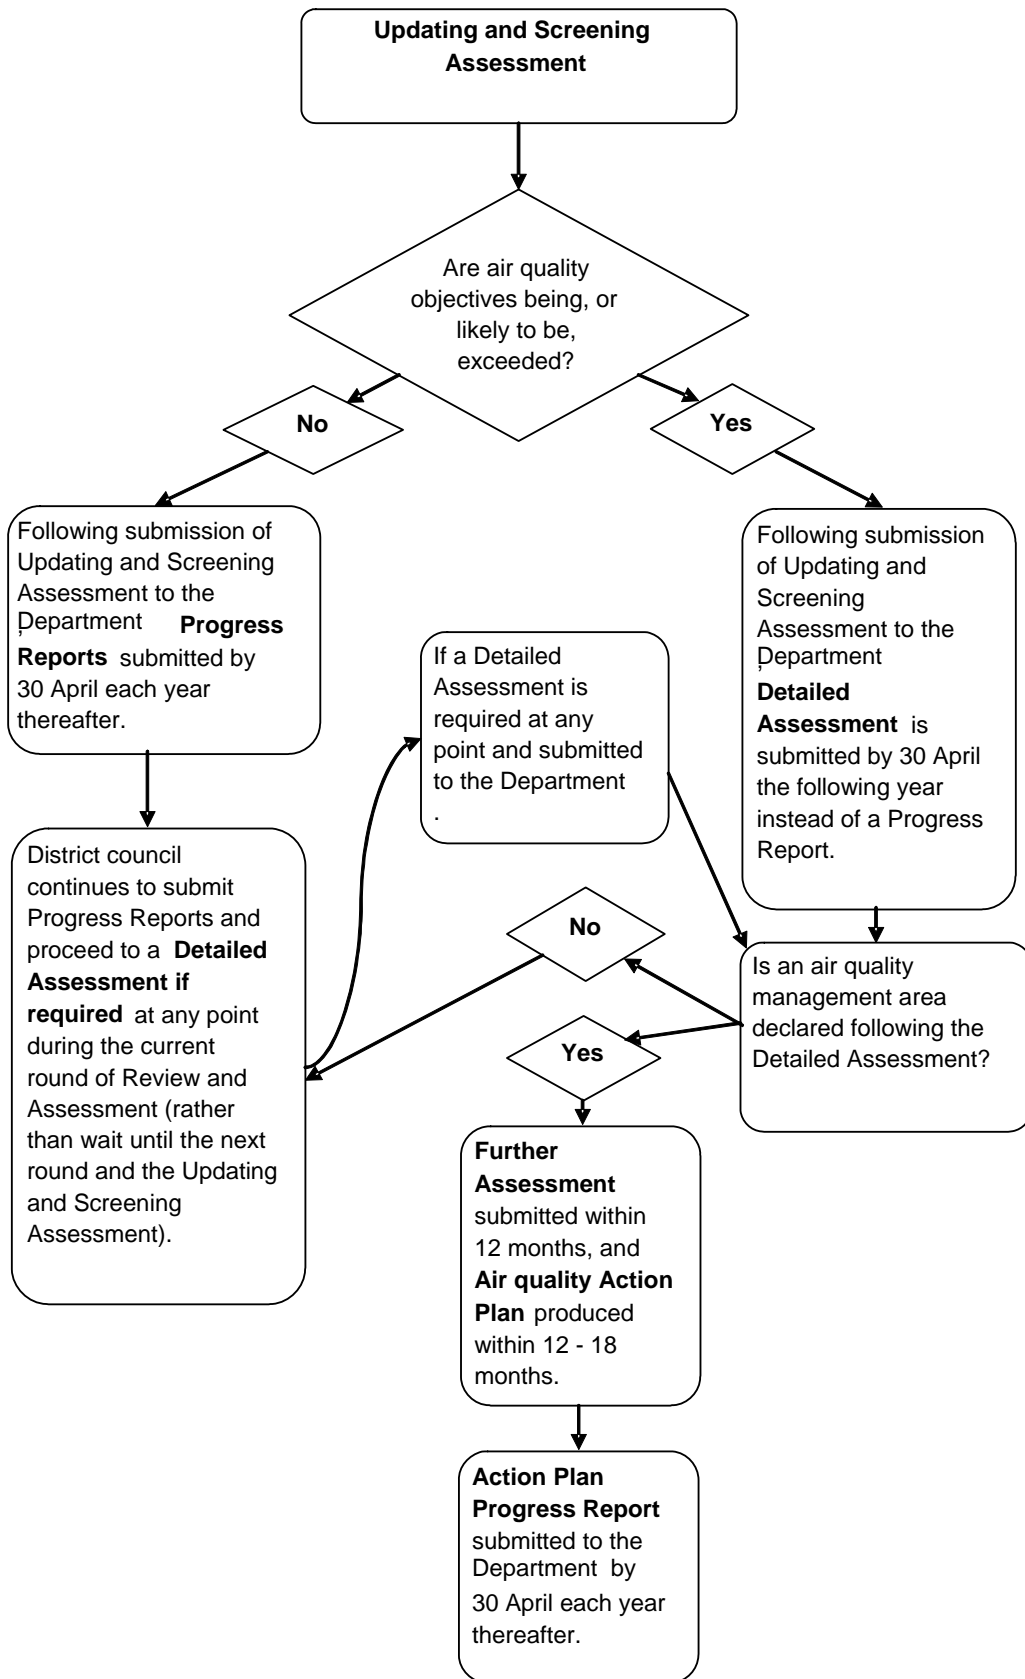 Updating and Screening
Assessment
Are air quality
objectives being, or
likely to be,
exceeded?
No
Yes
Following submission of
Updating and Screening
Assessment to the
Department, Progress
Reports submitted by
30 April each year
thereafter.
Following submission
of Updating and
Screening
Assessment to the
Department,
Detailed
Assessment is
submitted by 30 April
the following year
instead of a Progress
Report.
If a Detailed
Assessment is
required at any
point and submitted
to the Department
.
District council
continues to submit
Progress Reports and
proceed to a Detailed
Assessment if
required at any point
during the current
round of Review and
Assessment (rather
than wait until the next
round and the Updating
and Screening
Assessment).
No
Yes
Is an air quality
management area
declared following the
Detailed Assessment?
Further
Assessment
submitted within
12 months, and
Air quality Action
Plan produced
within 12 - 18
months.
Action Plan
Progress Report
submitted to the
Department by
30 April each year
thereafter.